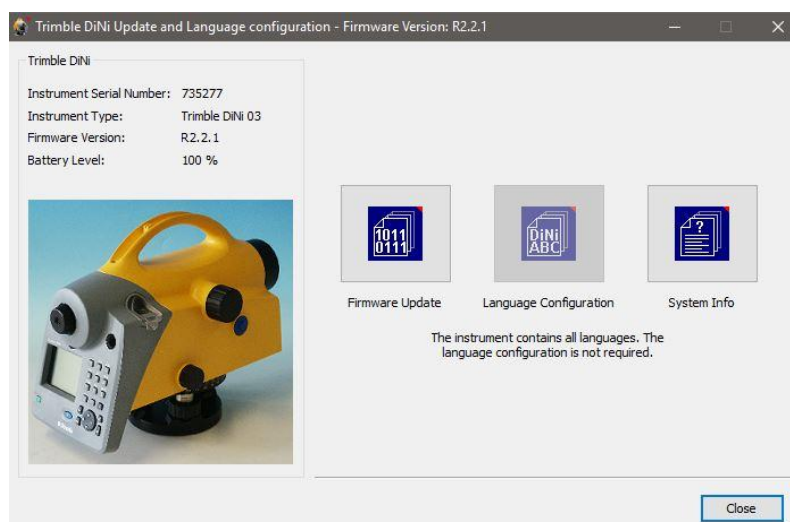 Trimble DiNi Update and Language configuration - Firmware Version: R2.2.1
Trimble DiNi
Instrument Serial Number: 735277
Instrument Type: Trimble DiNi 03
Firmware Version: R2.2.1
Battery Level: 100 %
1011
0111
DiNi
ABC
?
Firmware Update
Language Configuration
System Info
The instrument contains all languages. The
language configuration is not required.
Close